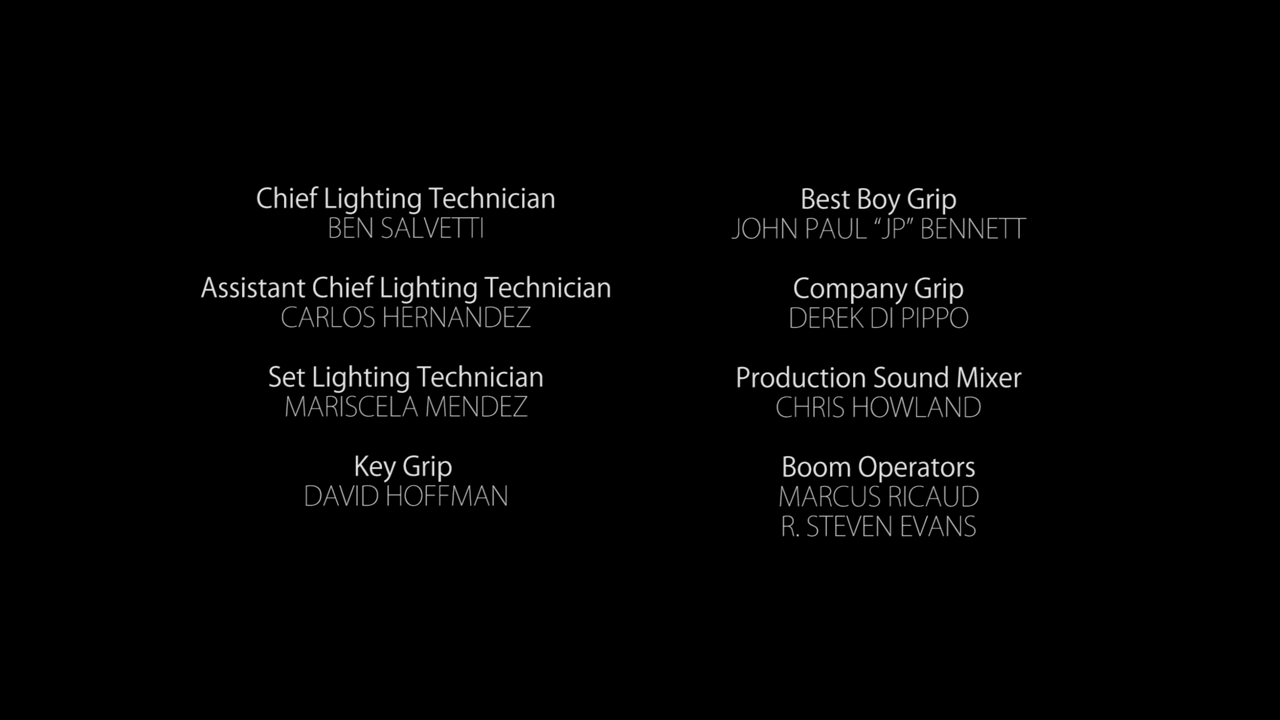 Chief Lighting Technician
BEN SALVETTI
Assistant Chief Lighting Technician
CARLOS HERNANDEZ
Set Lighting Technician
MARISCELA MENDEZ
Key Grip
DAVID HOFFMAN
Best Boy Grip
JOHN PAUL “JP” BENNETT
Company Grip
DEREK DI PIPPO
Production Sound Mixer
CHRIS HOWLAND
Boom Operators
MARCUS RICAUD
R. STEVEN EVANS